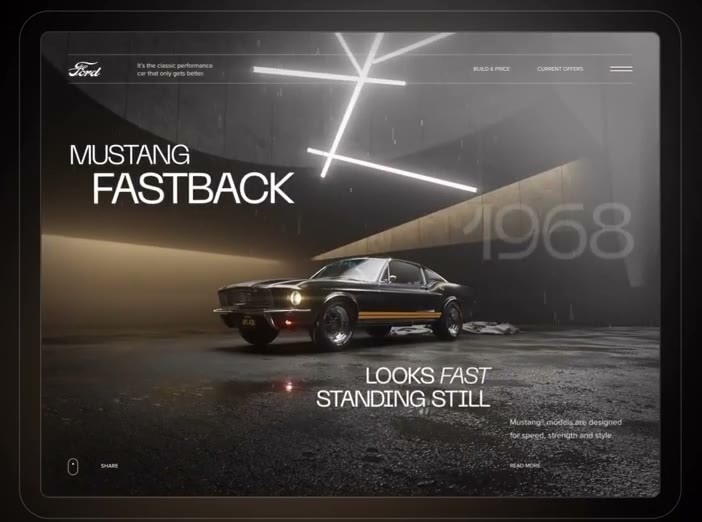 Ford
It's the classic performance
car that only gets better.
BUILD & PRICE
CURRENT OFFERS
MUSTANG
FASTBACK
1968
LOOKS FAST
STANDING STILL
Mustang® models are designed
for speed, strength and style.
SHARE
READ MORE